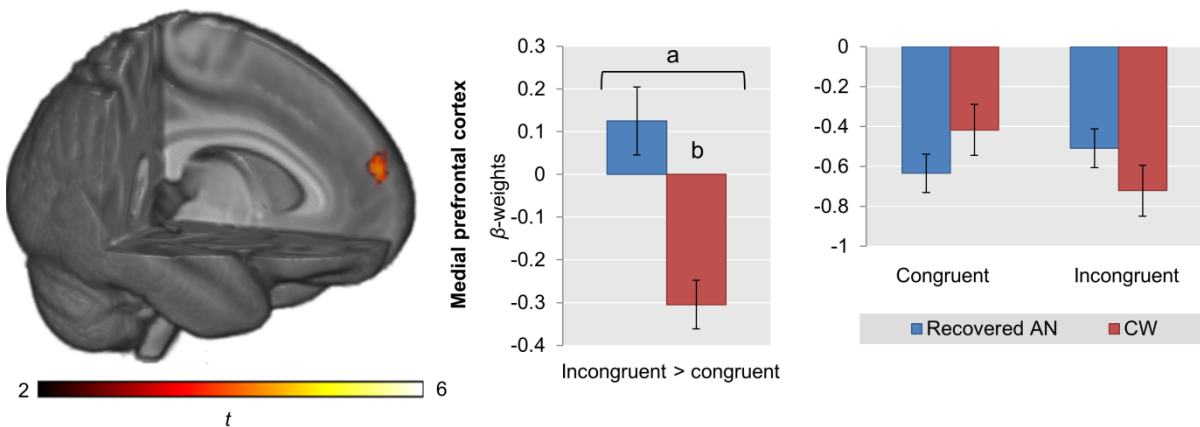 2
6
t
Medial prefrontal cortex
β-weights
0.3
0.2
0.1
0
-0.1
-0.2
-0.3
-0.4
a
b
Incongruent > congruent
0
-0.2
-0.4
-0.6
-0.8
-1
Congruent
Incongruent
Recovered AN
CW